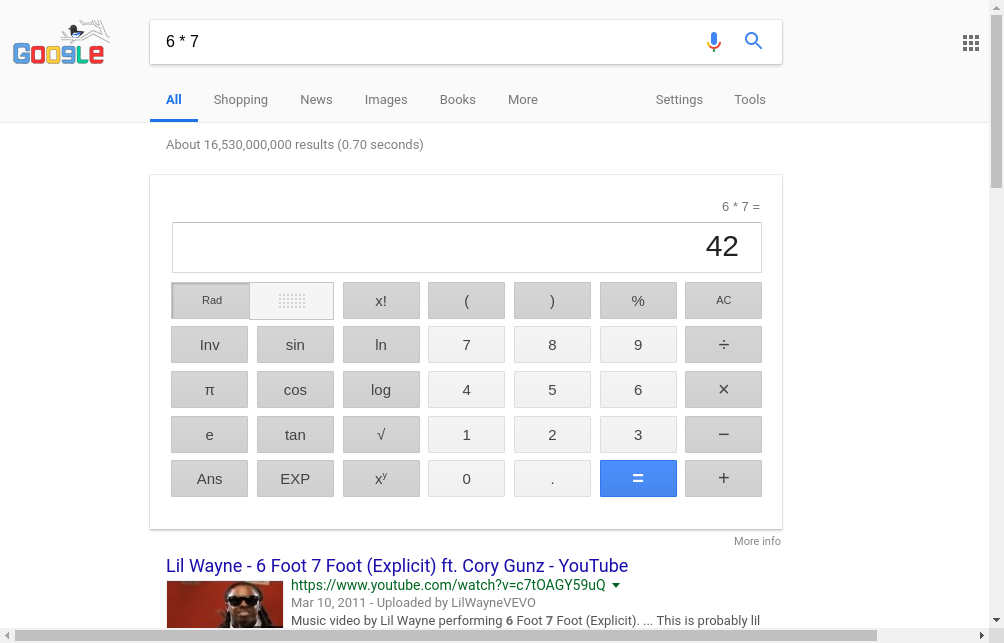 Google
6 * 7
All Shopping News Images Books More Settings Tools
About 16,530,000,000 results (0.70 seconds)
6 * 7 =
42
Rad x! ( ) % AC
Inv sin ln 7 8 9 ÷
π cos log 4 5 6 ×
e tan √ 1 2 3 −
Ans EXP xʸ 0 . = +
More info
Lil Wayne - 6 Foot 7 Foot (Explicit) ft. Cory Gunz - YouTube
https://www.youtube.com/watch?v=c7tOAGY59uQ
Mar 10, 2011 - Uploaded by LilWayneVEVO
Music video by Lil Wayne performing 6 Foot 7 Foot (Explicit). ... This is probably lil